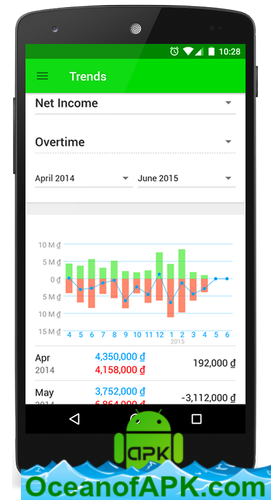 10:28
Trends
Net Income
Overtime
April 2014 June 2015
10 M ₫
5 M ₫
0 ₫
5 M ₫
10 M ₫
15 M ₫
4 5 6 7 8 9 10 11 12 1 2 3 4 5 6
2015
Apr 4,350,000 ₫ 192,000 ₫
2014 4,158,000 ₫
May 3,752,000 ₫ -3,112,000 ₫
2014
apk
OceanofAPK.com